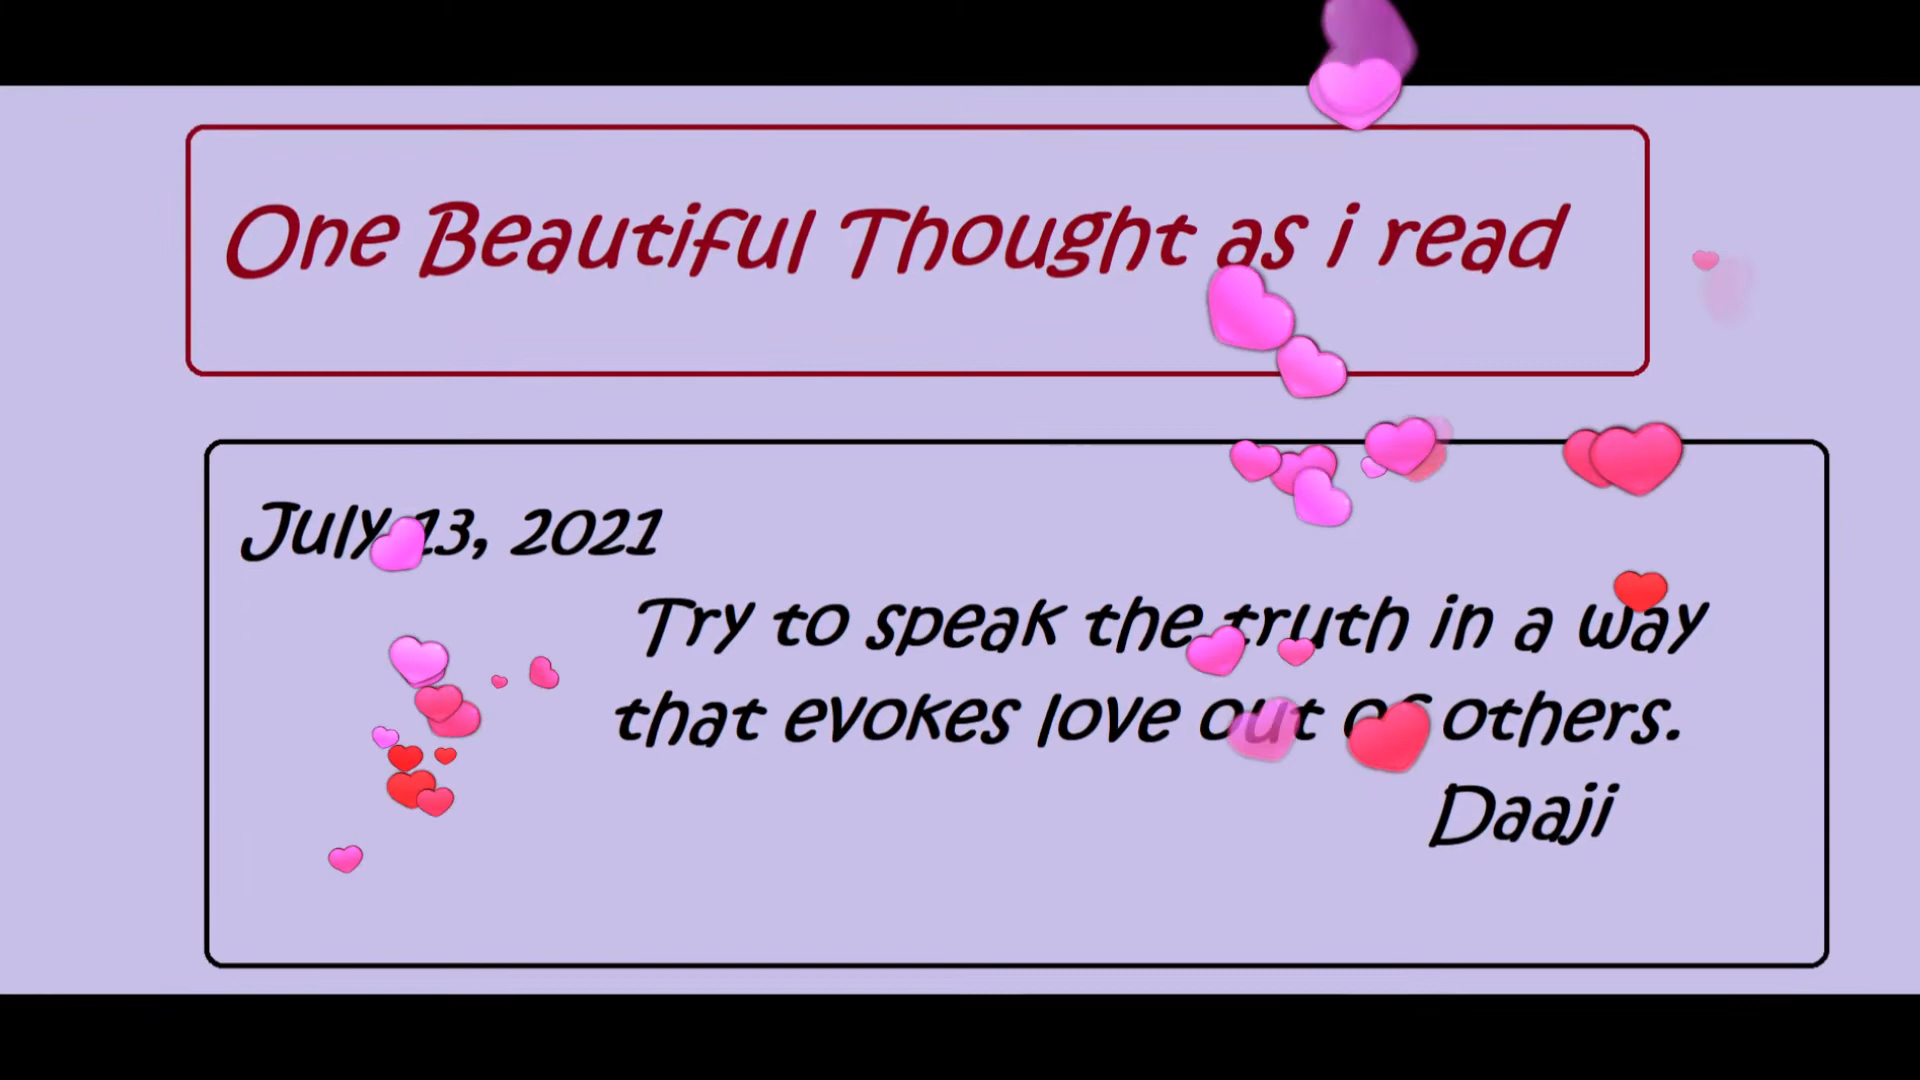 One Beautiful Thought as i read
July 13, 2021
Try to speak the truth in a way
that evokes love out of others.
Daaji